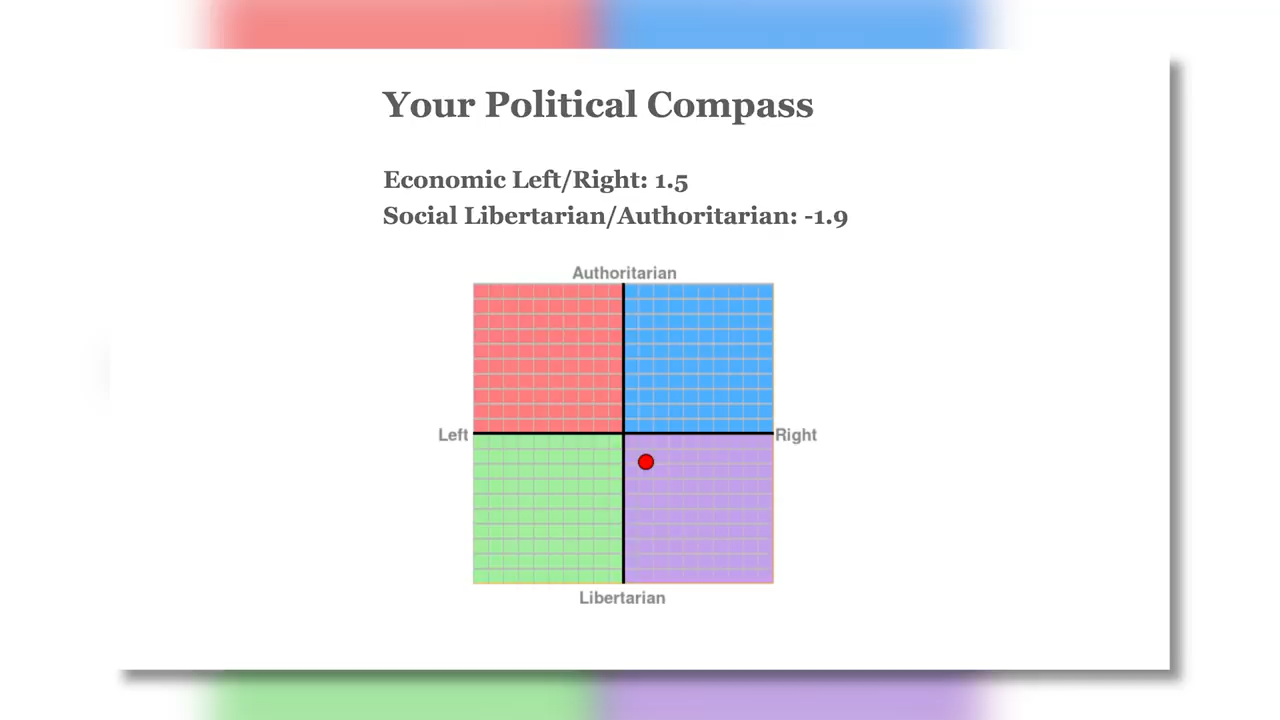 Your Political Compass
Economic Left/Right: 1.5
Social Libertarian/Authoritarian: -1.9
Authoritarian
Left
Right
Libertarian